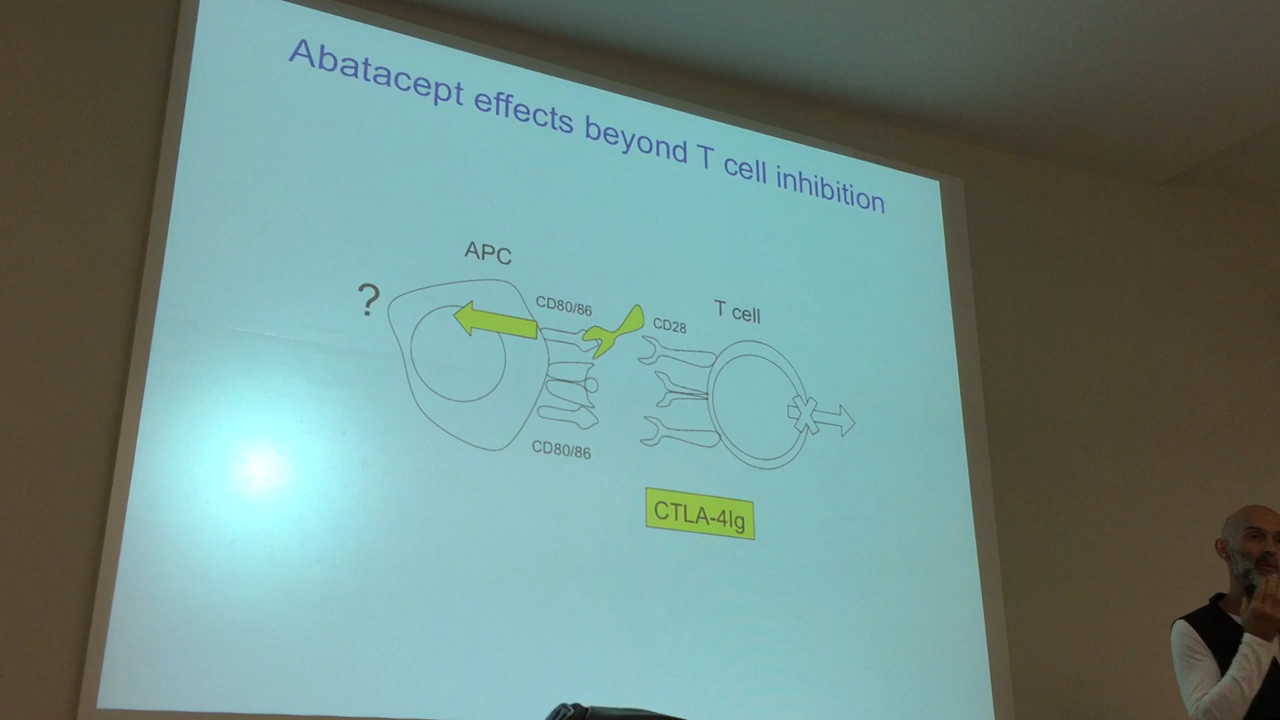 Abatacept effects beyond T cell inhibition
APC
?
CD80/86
CD28
T cell
CD80/86
CTLA-4Ig